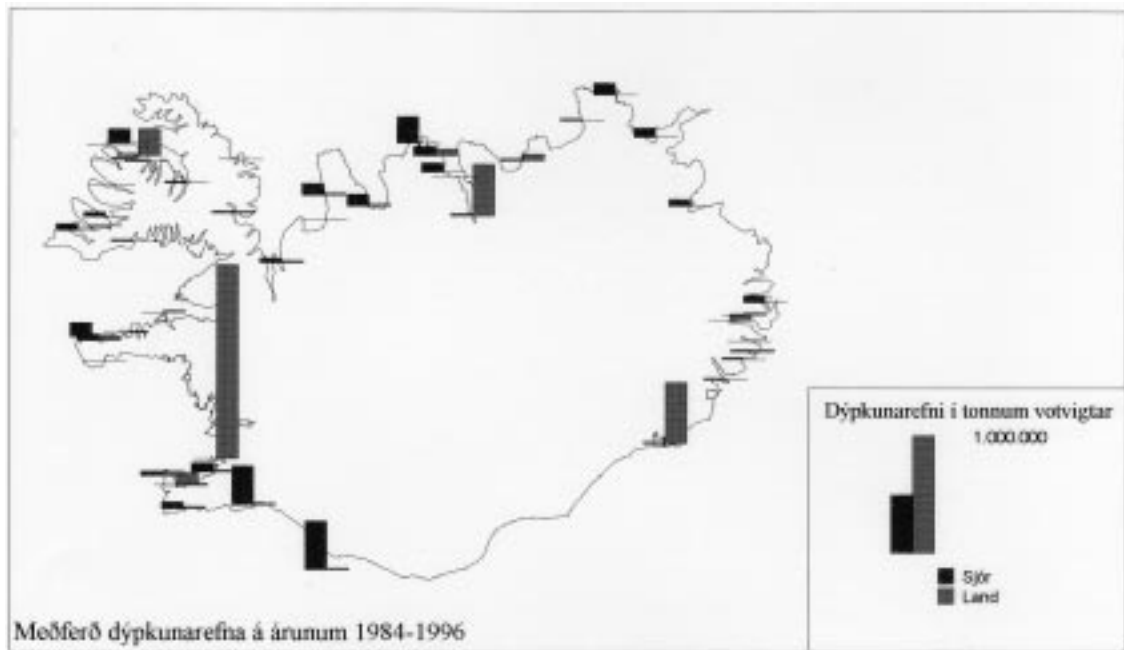 Dýpkunarefni í tonnum votvigtar
1.000.000
Sjór
Land
Meðferð dýpkunarefna á árunum 1984-1996